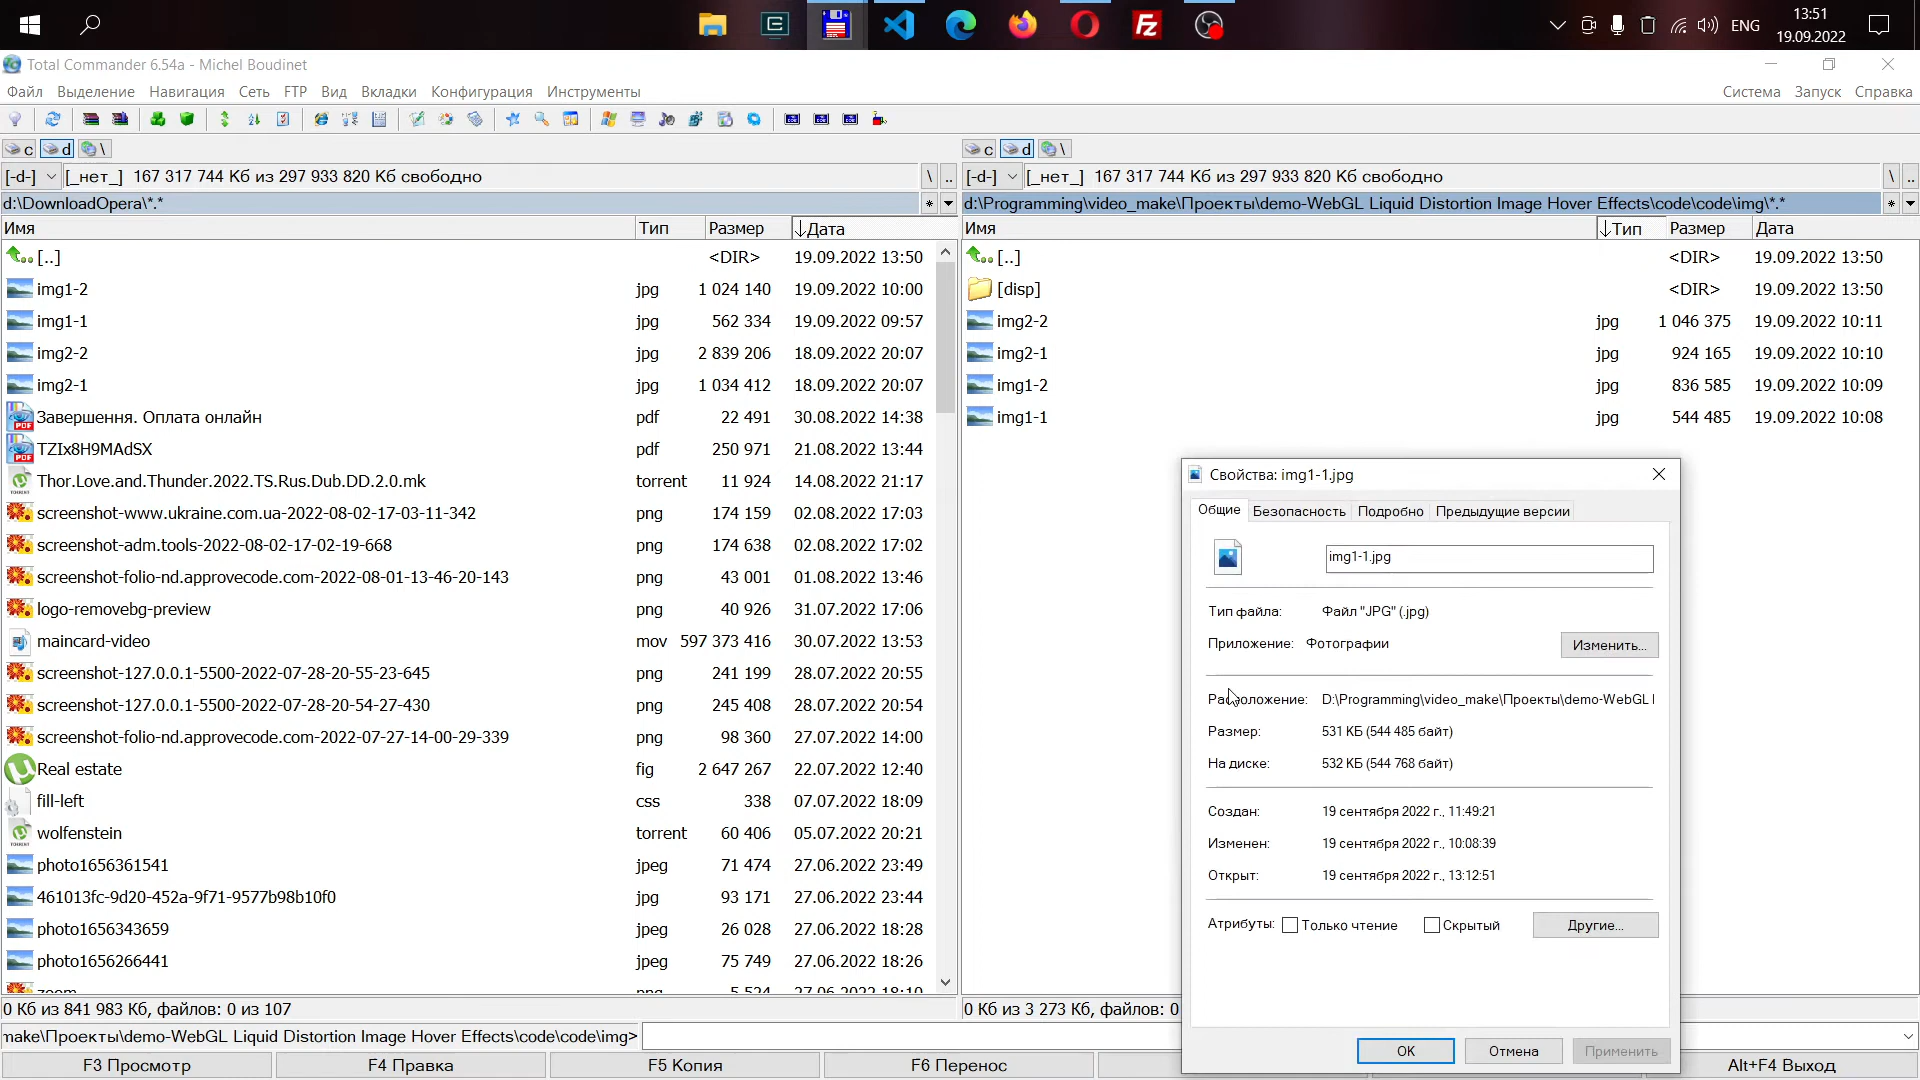 ENG
13:51
19.09.2022
Total Commander 6.54a - Michel Boudinet
Файл Выделение Навигация Сеть FTP Вид Вкладки Конфигурация Инструменты Система Запуск Справка
c d \
c d \
[-d-] [_нет_] 167 317 744 Кб из 297 933 820 Кб свободно \ ..
[-d-] [_нет_] 167 317 744 Кб из 297 933 820 Кб свободно \ ..
d:\DownloadOpera\*.* *
d:\Programming\video_make\Проекты\demo-WebGL Liquid Distortion Image Hover Effects\code\code\img\*.* *
Имя Тип Размер ↓Дата
[..] <DIR> 19.09.2022 13:50
img1-2 jpg 1 024 140 19.09.2022 10:00
img1-1 jpg 562 334 19.09.2022 09:57
img2-2 jpg 2 839 206 18.09.2022 20:07
img2-1 jpg 1 034 412 18.09.2022 20:07
Завершення. Оплата онлайн pdf 22 491 30.08.2022 14:38
TZIx8H9MAdSX pdf 250 971 21.08.2022 13:44
Thor.Love.and.Thunder.2022.TS.Rus.Dub.DD.2.0.mk torrent 11 924 14.08.2022 21:17
screenshot-www.ukraine.com.ua-2022-08-02-17-03-11-342 png 174 159 02.08.2022 17:03
screenshot-adm.tools-2022-08-02-17-02-19-668 png 174 638 02.08.2022 17:02
screenshot-folio-nd.approvecode.com-2022-08-01-13-46-20-143 png 43 001 01.08.2022 13:46
logo-removebg-preview png 40 926 31.07.2022 17:06
maincard-video mov 597 373 416 30.07.2022 13:53
screenshot-127.0.0.1-5500-2022-07-28-20-55-23-645 png 241 199 28.07.2022 20:55
screenshot-127.0.0.1-5500-2022-07-28-20-54-27-430 png 245 408 28.07.2022 20:54
screenshot-folio-nd.approvecode.com-2022-07-27-14-00-29-339 png 98 360 27.07.2022 14:00
Real estate fig 2 647 267 22.07.2022 12:40
fill-left css 338 07.07.2022 18:09
wolfenstein torrent 60 406 05.07.2022 20:21
photo1656361541 jpeg 71 474 27.06.2022 23:49
461013fc-9d20-452a-9f71-9577b98b10f0 jpg 93 171 27.06.2022 23:44
photo1656343659 jpeg 26 028 27.06.2022 18:28
photo1656266441 jpeg 75 749 27.06.2022 18:26
zoom png 5 524 27.06.2022 18:10
0 Кб из 841 983 Кб, файлов: 0 из 107
Имя ↓Тип Размер Дата
[..] <DIR> 19.09.2022 13:50
[disp] <DIR> 19.09.2022 13:50
img2-2 jpg 1 046 375 19.09.2022 10:11
img2-1 jpg 924 165 19.09.2022 10:10
img1-2 jpg 836 585 19.09.2022 10:09
img1-1 jpg 544 485 19.09.2022 10:08
0 Кб из 3 273 Кб, файлов: 0
Свойства: img1-1.jpg
Общие Безопасность Подробно Предыдущие версии
img1-1.jpg
Тип файла: Файл "JPG" (.jpg)
Приложение: Фотографии Изменить...
Расположение: D:\Programming\video_make\Проекты\demo-WebGL
Размер: 531 КБ (544 485 байт)
На диске: 532 КБ (544 768 байт)
Создан: 19 сентября 2022 г., 11:49:21
Изменен: 19 сентября 2022 г., 10:08:39
Открыт: 19 сентября 2022 г., 13:12:51
Атрибуты: Только чтение Скрытый Другие...
OK Отмена Применить
make\Проекты\demo-WebGL Liquid Distortion Image Hover Effects\code\code\img>
F3 Просмотр F4 Правка F5 Копия F6 Перенос Alt+F4 Выход